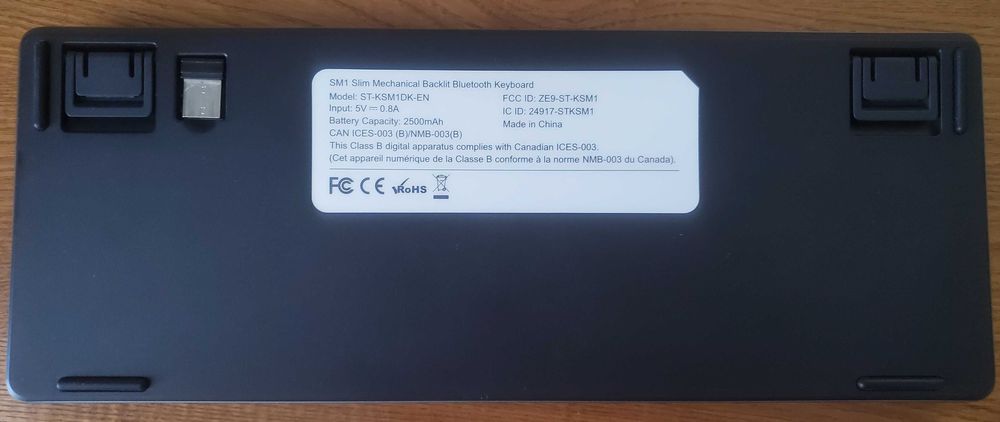 SM1 Slim Mechanical Backlit Bluetooth Keyboard
Model: ST-KSM1DK-EN
Input: 5V⎓0.8A
Battery Capacity: 2500mAh
FCC ID: ZE9-ST-KSM1
IC ID: 24917-STKSM1
Made in China
CAN ICES-003 (B)/NMB-003(B)
This Class B digital apparatus complies with Canadian ICES-003.
(Cet appareil numérique de la Classe B conforme à la norme NMB-003 du Canada).
FC CE RoHS